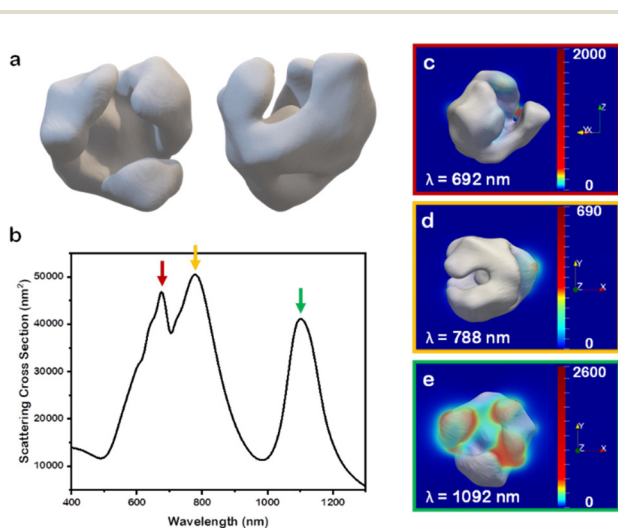 a
b
Scattering Cross Section (nm²)
50000
40000
30000
20000
10000
400
600
800
1000
1200
Wavelength (nm)
c
2000
Z
YX
0
λ = 692 nm
d
690
Y
Z
X
0
λ = 788 nm
e
2600
Y
Z
X
0
λ = 1092 nm